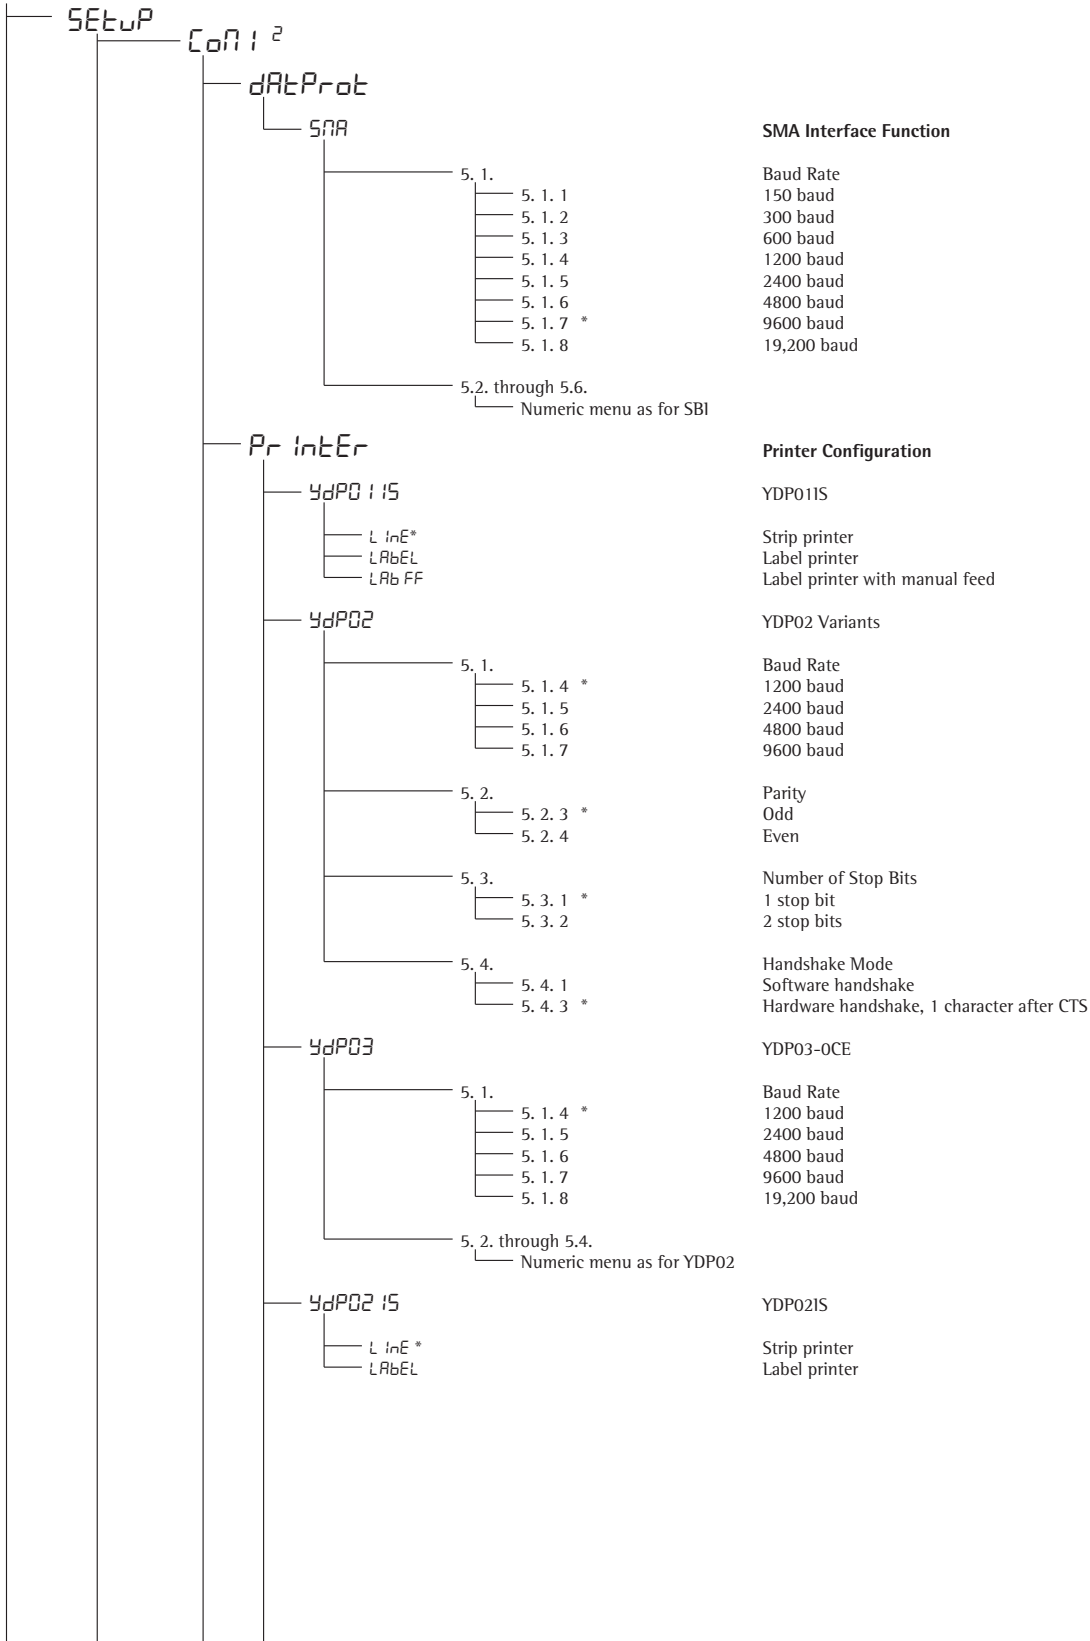 SEtuP
CoM1 2
dAtProt
SMA SMA Interface Function
5. 1. Baud Rate
5. 1. 1 150 baud
5. 1. 2 300 baud
5. 1. 3 600 baud
5. 1. 4 1200 baud
5. 1. 5 2400 baud
5. 1. 6 4800 baud
5. 1. 7 * 9600 baud
5. 1. 8 19,200 baud
5.2. through 5.6.
Numeric menu as for SBI
PrIntEr Printer Configuration
YdP01IS YDP01IS
LInE* Strip printer
LAbEL Label printer
LAb FF Label printer with manual feed
YdP02 YDP02 Variants
5. 1. Baud Rate
5. 1. 4 * 1200 baud
5. 1. 5 2400 baud
5. 1. 6 4800 baud
5. 1. 7 9600 baud
5. 2. Parity
5. 2. 3 * Odd
5. 2. 4 Even
5. 3. Number of Stop Bits
5. 3. 1 * 1 stop bit
5. 3. 2 2 stop bits
5. 4. Handshake Mode
5. 4. 1 Software handshake
5. 4. 3 * Hardware handshake, 1 character after CTS
YdP03 YDP03-0CE
5. 1. Baud Rate
5. 1. 4 * 1200 baud
5. 1. 5 2400 baud
5. 1. 6 4800 baud
5. 1. 7 9600 baud
5. 1. 8 19,200 baud
5. 2. through 5.4.
Numeric menu as for YDP02
YdP02IS YDP02IS
LInE * Strip printer
LAbEL Label printer